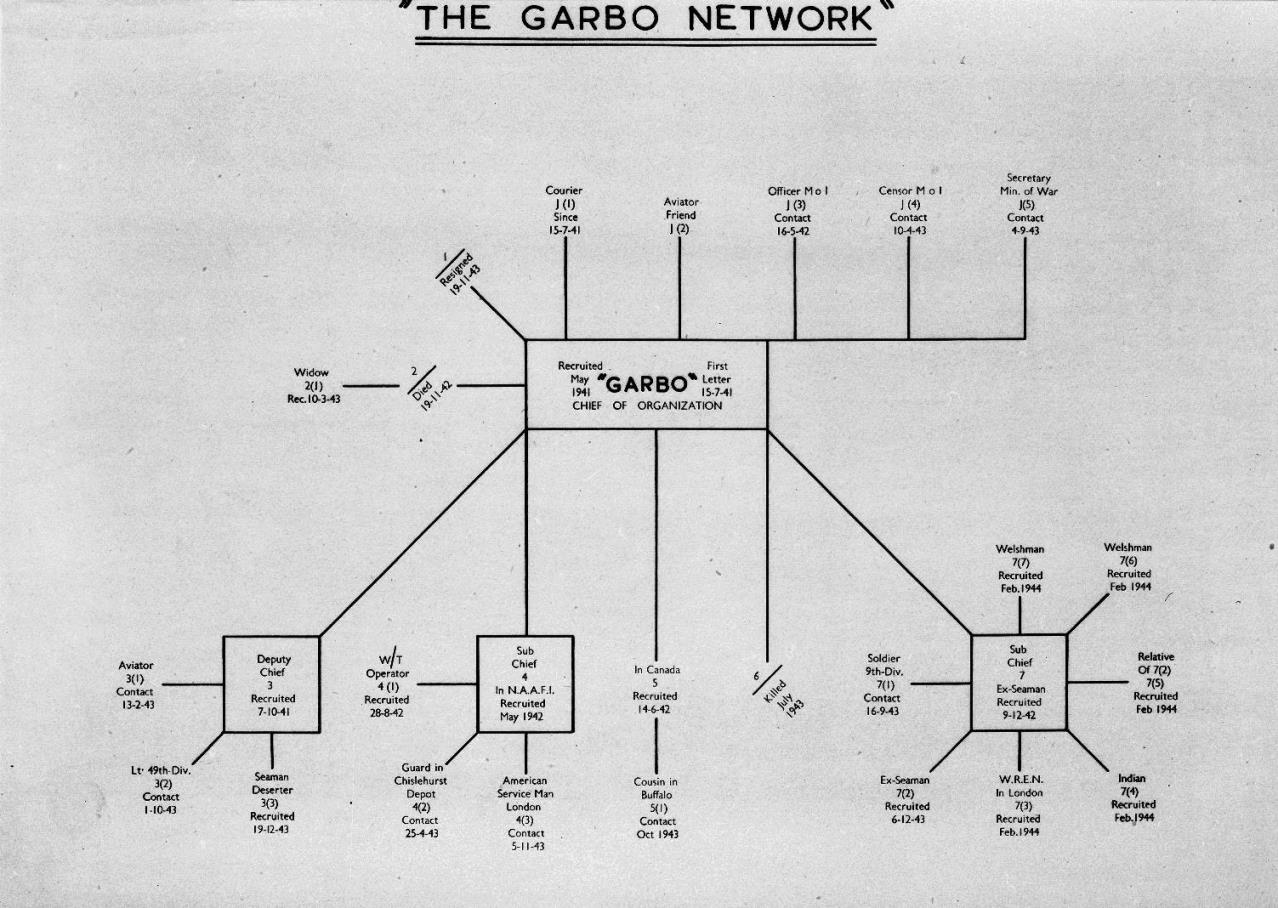 "THE GARBO NETWORK"
Courier
J (1)
Since
15-7-41
Aviator
Friend
J (2)
Officer M o I
J (3)
Contact
16-5-42
Censor M o I
J (4)
Contact
10-4-43
Secretary
Min. of War
J(5)
Contact
4-9-43
1
Resigned
19-11-43
Widow
2(1)
Rec. 10-3-43
2
Died
19-11-42
Recruited
May
1941
"GARBO"
First
Letter
15-7-41
CHIEF OF ORGANIZATION
Aviator
3(1)
Contact
13-2-43
Deputy
Chief
3
Recruited
7-10-41
Lt. 49th-Div.
3(2)
Contact
1-10-43
Seaman
Deserter
3(3)
Recruited
19-12-43
W/T
Operator
4 (1)
Recruited
28-8-42
Sub
Chief
4
In N.A.A.F.I.
Recruited
May 1942
Guard in
Chislehurst
Depot
4(2)
Contact
25-4-43
American
Service Man
London
4(3)
Contact
5-11-43
In Canada
5
Recruited
14-6-42
Cousin in
Buffalo
5(1)
Contact
Oct 1943
6
Killed
July
1943
Soldier
9th-Div.
7(1)
Contact
16-9-43
Sub
Chief
7
Ex-Seaman
Recruited
9-12-42
Welshman
7(7)
Recruited
Feb. 1944
Welshman
7(6)
Recruited
Feb 1944
Relative
Of 7(2)
7(5)
Recruited
Feb 1944
Ex-Seaman
7(2)
Recruited
6-12-43
W.R.E.N.
In London
7(3)
Recruited
Feb. 1944
Indian
7(4)
Recruited
Feb. 1944